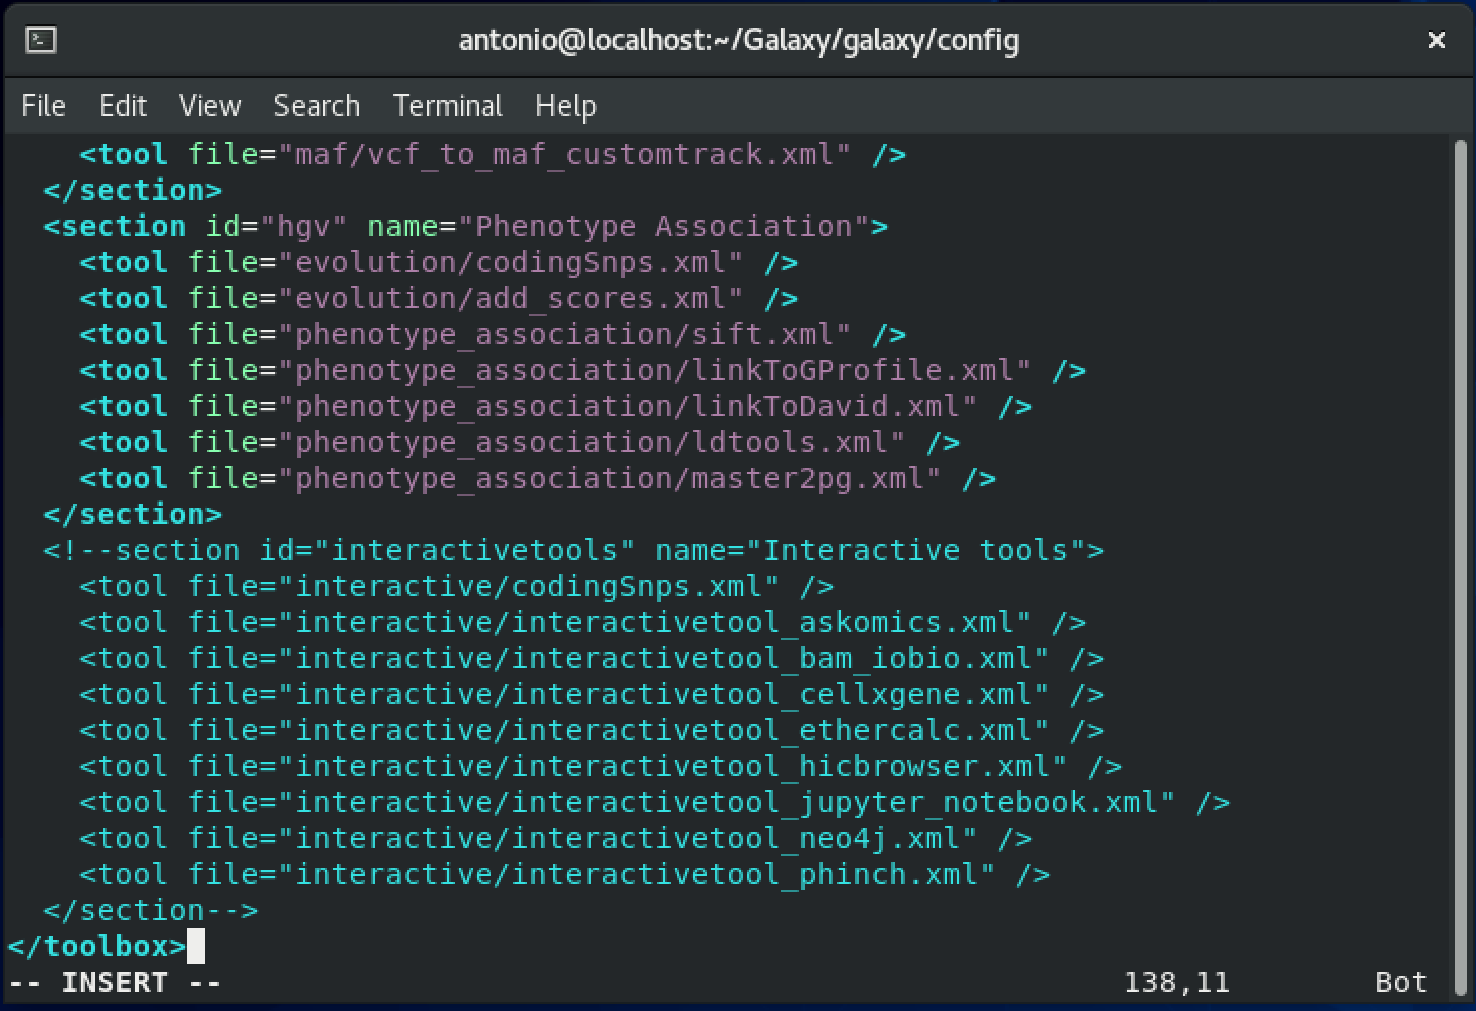 antonio@localhost:~/Galaxy/galaxy/config ×
File Edit View Search Terminal Help
    <tool file="maf/vcf_to_maf_customtrack.xml" />
  </section>
  <section id="hgv" name="Phenotype Association">
    <tool file="evolution/codingSnps.xml" />
    <tool file="evolution/add_scores.xml" />
    <tool file="phenotype_association/sift.xml" />
    <tool file="phenotype_association/linkToGProfile.xml" />
    <tool file="phenotype_association/linkToDavid.xml" />
    <tool file="phenotype_association/ldtools.xml" />
    <tool file="phenotype_association/master2pg.xml" />
  </section>
  <!--section id="interactivetools" name="Interactive tools">
    <tool file="interactive/codingSnps.xml" />
    <tool file="interactive/interactivetool_askomics.xml" />
    <tool file="interactive/interactivetool_bam_iobio.xml" />
    <tool file="interactive/interactivetool_cellxgene.xml" />
    <tool file="interactive/interactivetool_ethercalc.xml" />
    <tool file="interactive/interactivetool_hicbrowser.xml" />
    <tool file="interactive/interactivetool_jupyter_notebook.xml" />
    <tool file="interactive/interactivetool_neo4j.xml" />
    <tool file="interactive/interactivetool_phinch.xml" />
  </section-->
</toolbox>
-- INSERT -- 138,11 Bot